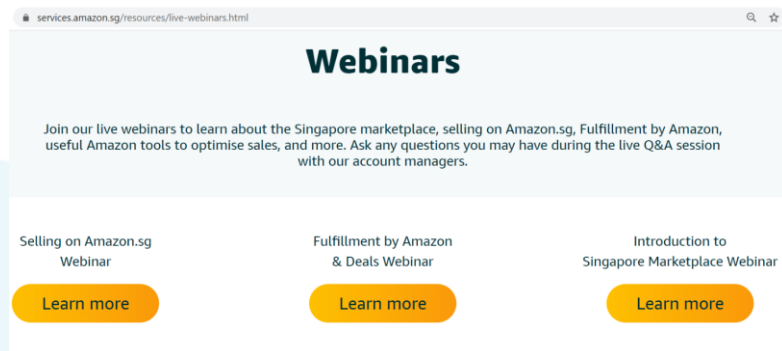 services.amazon.sg/resources/live-webinars.html
Webinars
Join our live webinars to learn about the Singapore marketplace, selling on Amazon.sg, Fulfillment by Amazon,
useful Amazon tools to optimise sales, and more. Ask any questions you may have during the live Q&A session
with our account managers.
Selling on Amazon.sg
Webinar
Learn more
Fulfillment by Amazon
& Deals Webinar
Learn more
Introduction to
Singapore Marketplace Webinar
Learn more